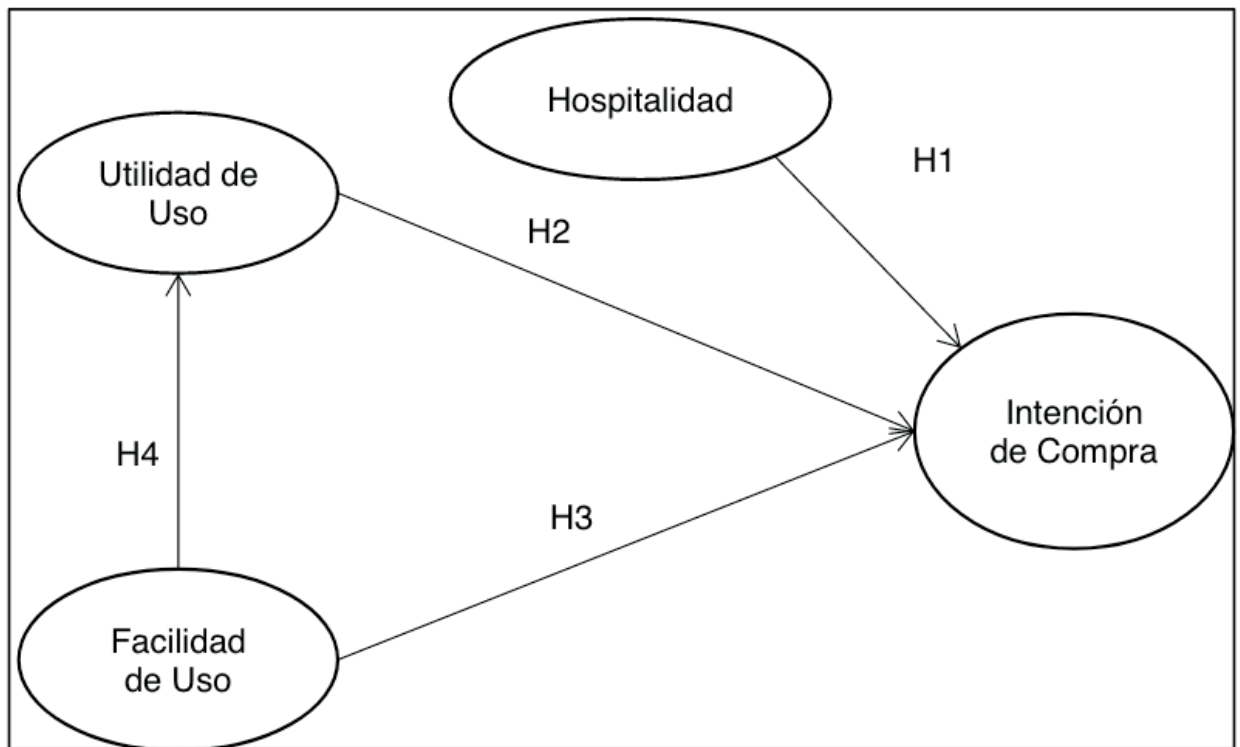 Hospitalidad
H1
Utilidad de
Uso
H2
Intención
de Compra
H4
H3
Facilidad
de Uso